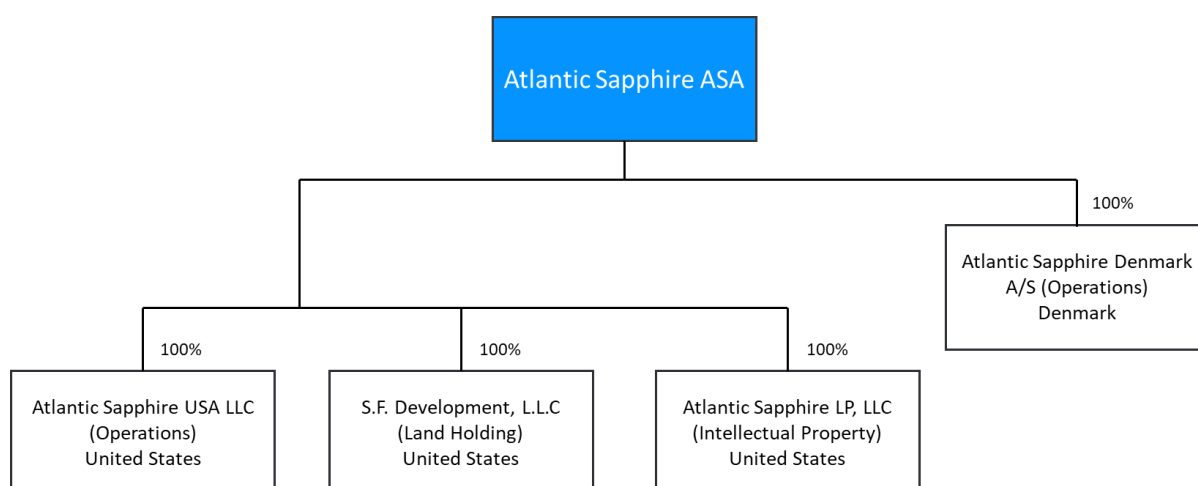 Atlantic Sapphire ASA
100%
Atlantic Sapphire Denmark
A/S (Operations)
Denmark
100%
100%
100%
Atlantic Sapphire USA LLC
(Operations)
United States
S.F. Development, L.L.C
(Land Holding)
United States
Atlantic Sapphire LP, LLC
(Intellectual Property)
United States